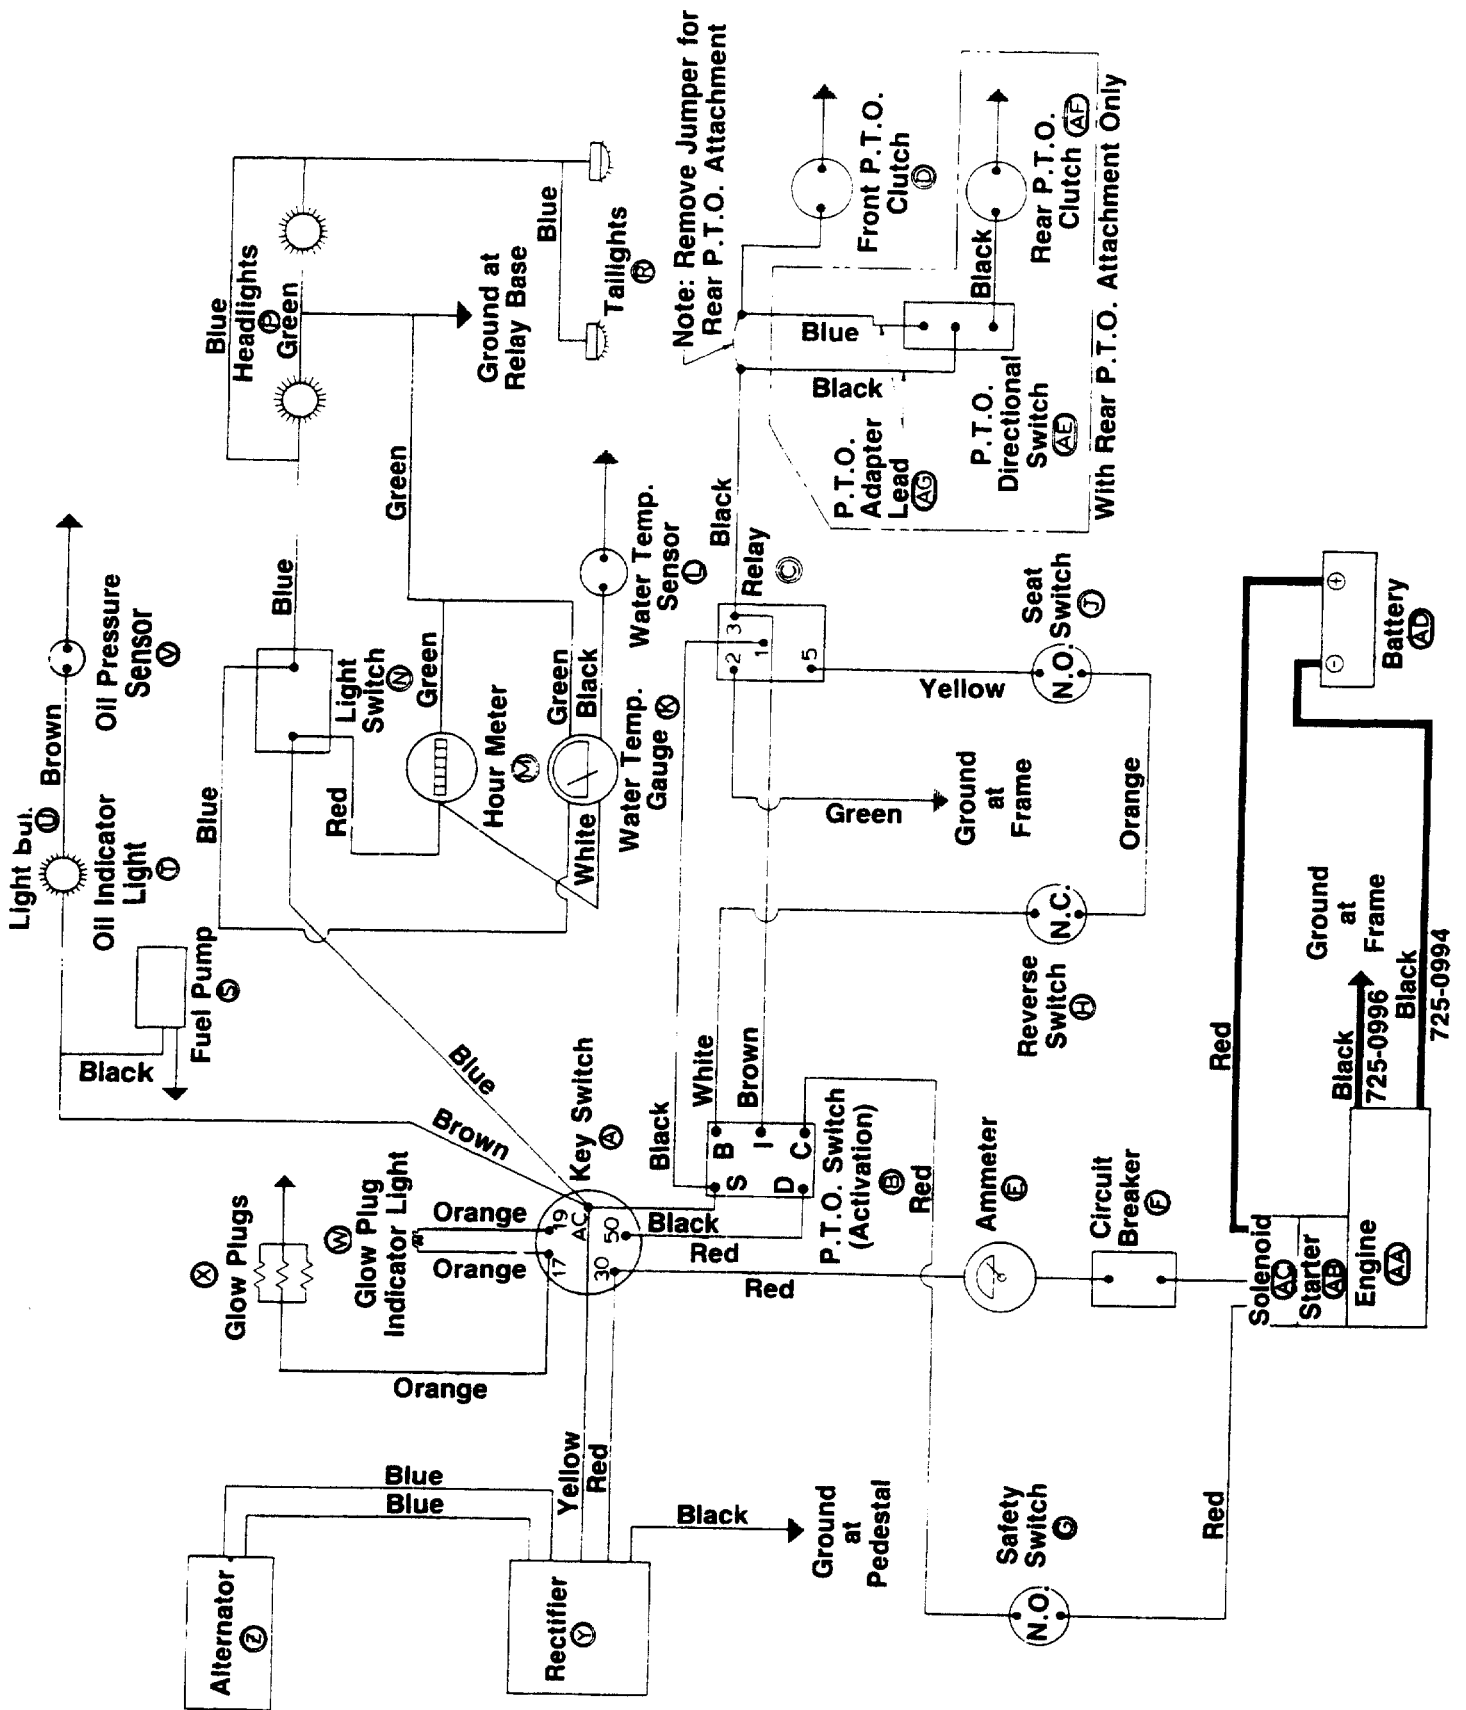 Light bul.
U
Brown
Oil Pressure
Sensor
V
Oil Indicator
Light
T
Black
Fuel Pump
S
Blue
Headlights
P
Green
Blue
Blue
Light
Switch
N
Blue
Red
Green
Green
Hour Meter
M
Ground at
Relay Base
Blue
Taillights
R
Green
Black
White
Water Temp.
Gauge K
Water Temp.
Sensor
L
Note: Remove Jumper for
Rear P.T.O. Attachment
Blue
Brown
Key Switch
A
19
AC
17
30
50
Glow Plugs
X
W
Glow Plug
Indicator Light
Orange
Orange
Orange
Blue
Blue
Alternator
Z
Rectifier
Y
Yellow
Red
Black
Ground
at
Pedestal
Black
Red
Red
Black
White
Brown
S
B
I
D
C
P.T.O. Switch
(Activation)
B
Red
Black
Relay
C
2
3
1
5
Yellow
Green
Ground
at
Frame
Black
Blue
Front P.T.O.
Clutch
D
Black
Rear P.T.O.
Clutch AF
P.T.O.
Adapter
Lead
AG
P.T.O.
Directional
Switch
AE
With Rear P.T.O. Attachment Only
Seat
Switch
J
N.O.
Orange
N.C.
Reverse
Switch
H
Ammeter
E
Circuit
Breaker
F
Safety
Switch
G
N.O.
Red
Solenoid
AC
Starter
AB
Engine
AA
Red
Black
725-0996
Ground
at
Frame
Black
725-0994
Battery
AD